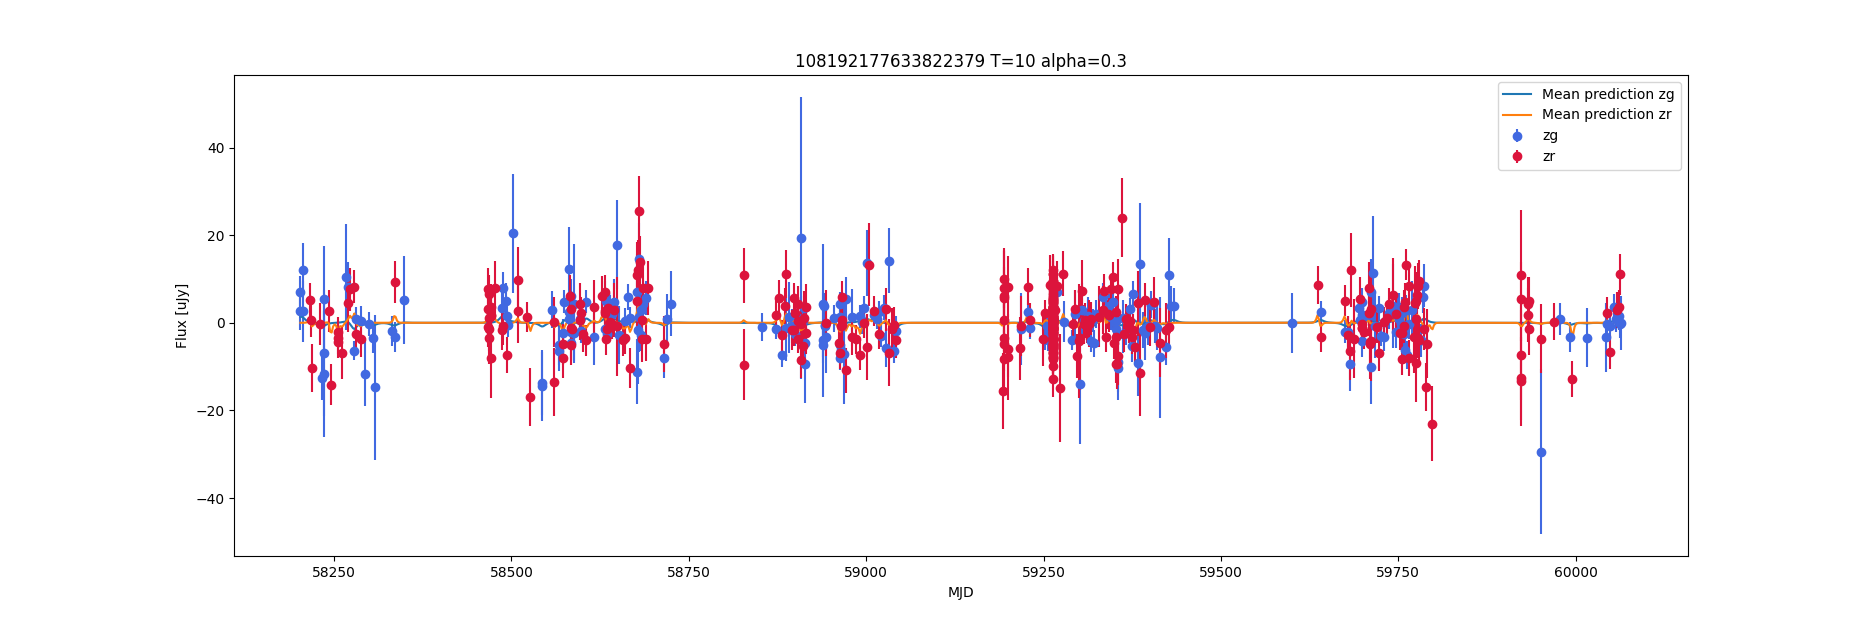 108192177633822379 T=10 alpha=0.3
Mean prediction zg
Mean prediction zr
zg
zr
Flux [uJy]
40
20
0
−20
−40
58250 58500 58750 59000 59250 59500 59750 60000
MJD